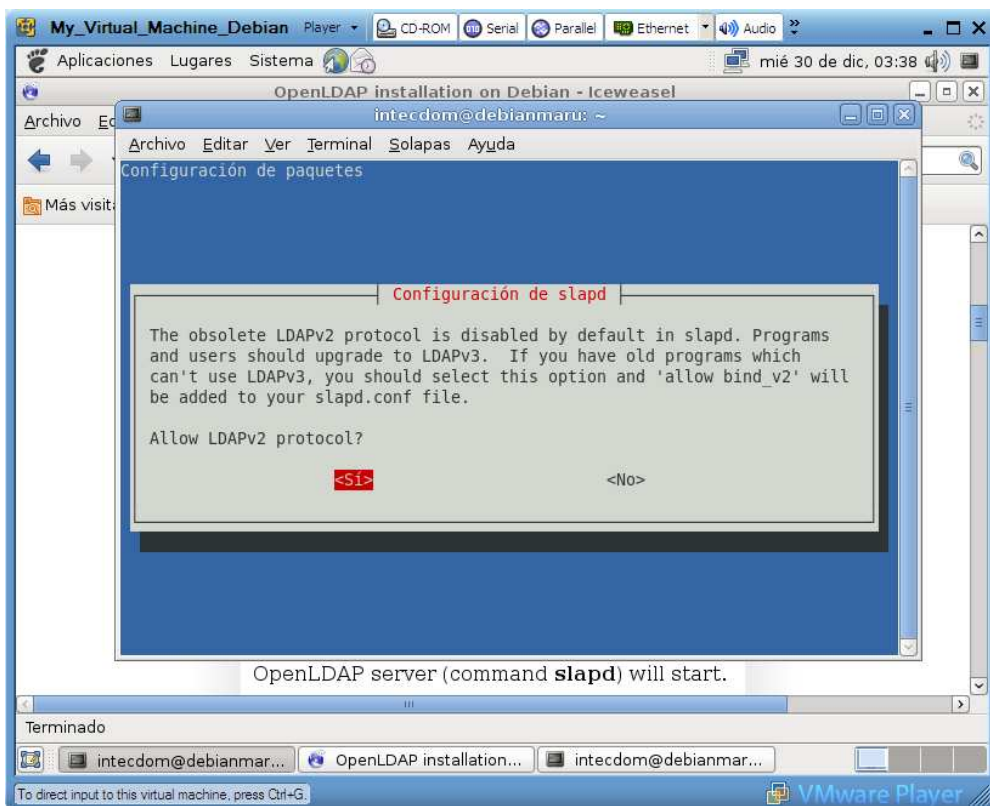 My_Virtual_Machine_Debian Player CD-ROM Serial Parallel Ethernet Audio
Aplicaciones Lugares Sistema mié 30 de dic, 03:38
OpenLDAP installation on Debian - Iceweasel
Archivo Ed
intecdom@debianmaru: ~
Archivo Editar Ver Terminal Solapas Ayuda
Más visita
Configuración de paquetes
Configuración de slapd
The obsolete LDAPv2 protocol is disabled by default in slapd. Programs
and users should upgrade to LDAPv3. If you have old programs which
can't use LDAPv3, you should select this option and 'allow bind_v2' will
be added to your slapd.conf file.
Allow LDAPv2 protocol?
<Sí> <No>
OpenLDAP server (command slapd) will start.
Terminado
intecdom@debianmar... OpenLDAP installation... intecdom@debianmar...
To direct input to this virtual machine, press Ctrl+G.
VMware Player